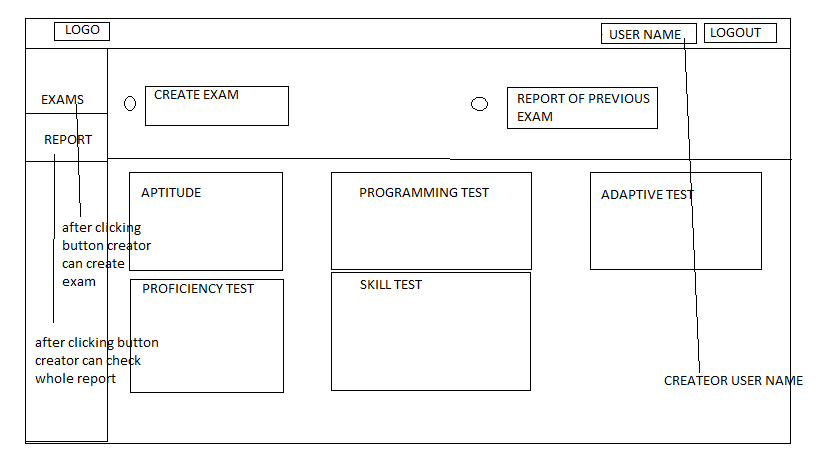 LOGO
USER NAME
LOGOUT
EXAMS
CREATE EXAM
REPORT OF PREVIOUS
EXAM
REPORT
APTITUDE
PROGRAMMING TEST
ADAPTIVE TEST
after clicking
button creator
can create
exam
PROFICIENCY TEST
SKILL TEST
after clicking button
creator can check
whole report
CREATEOR USER NAME